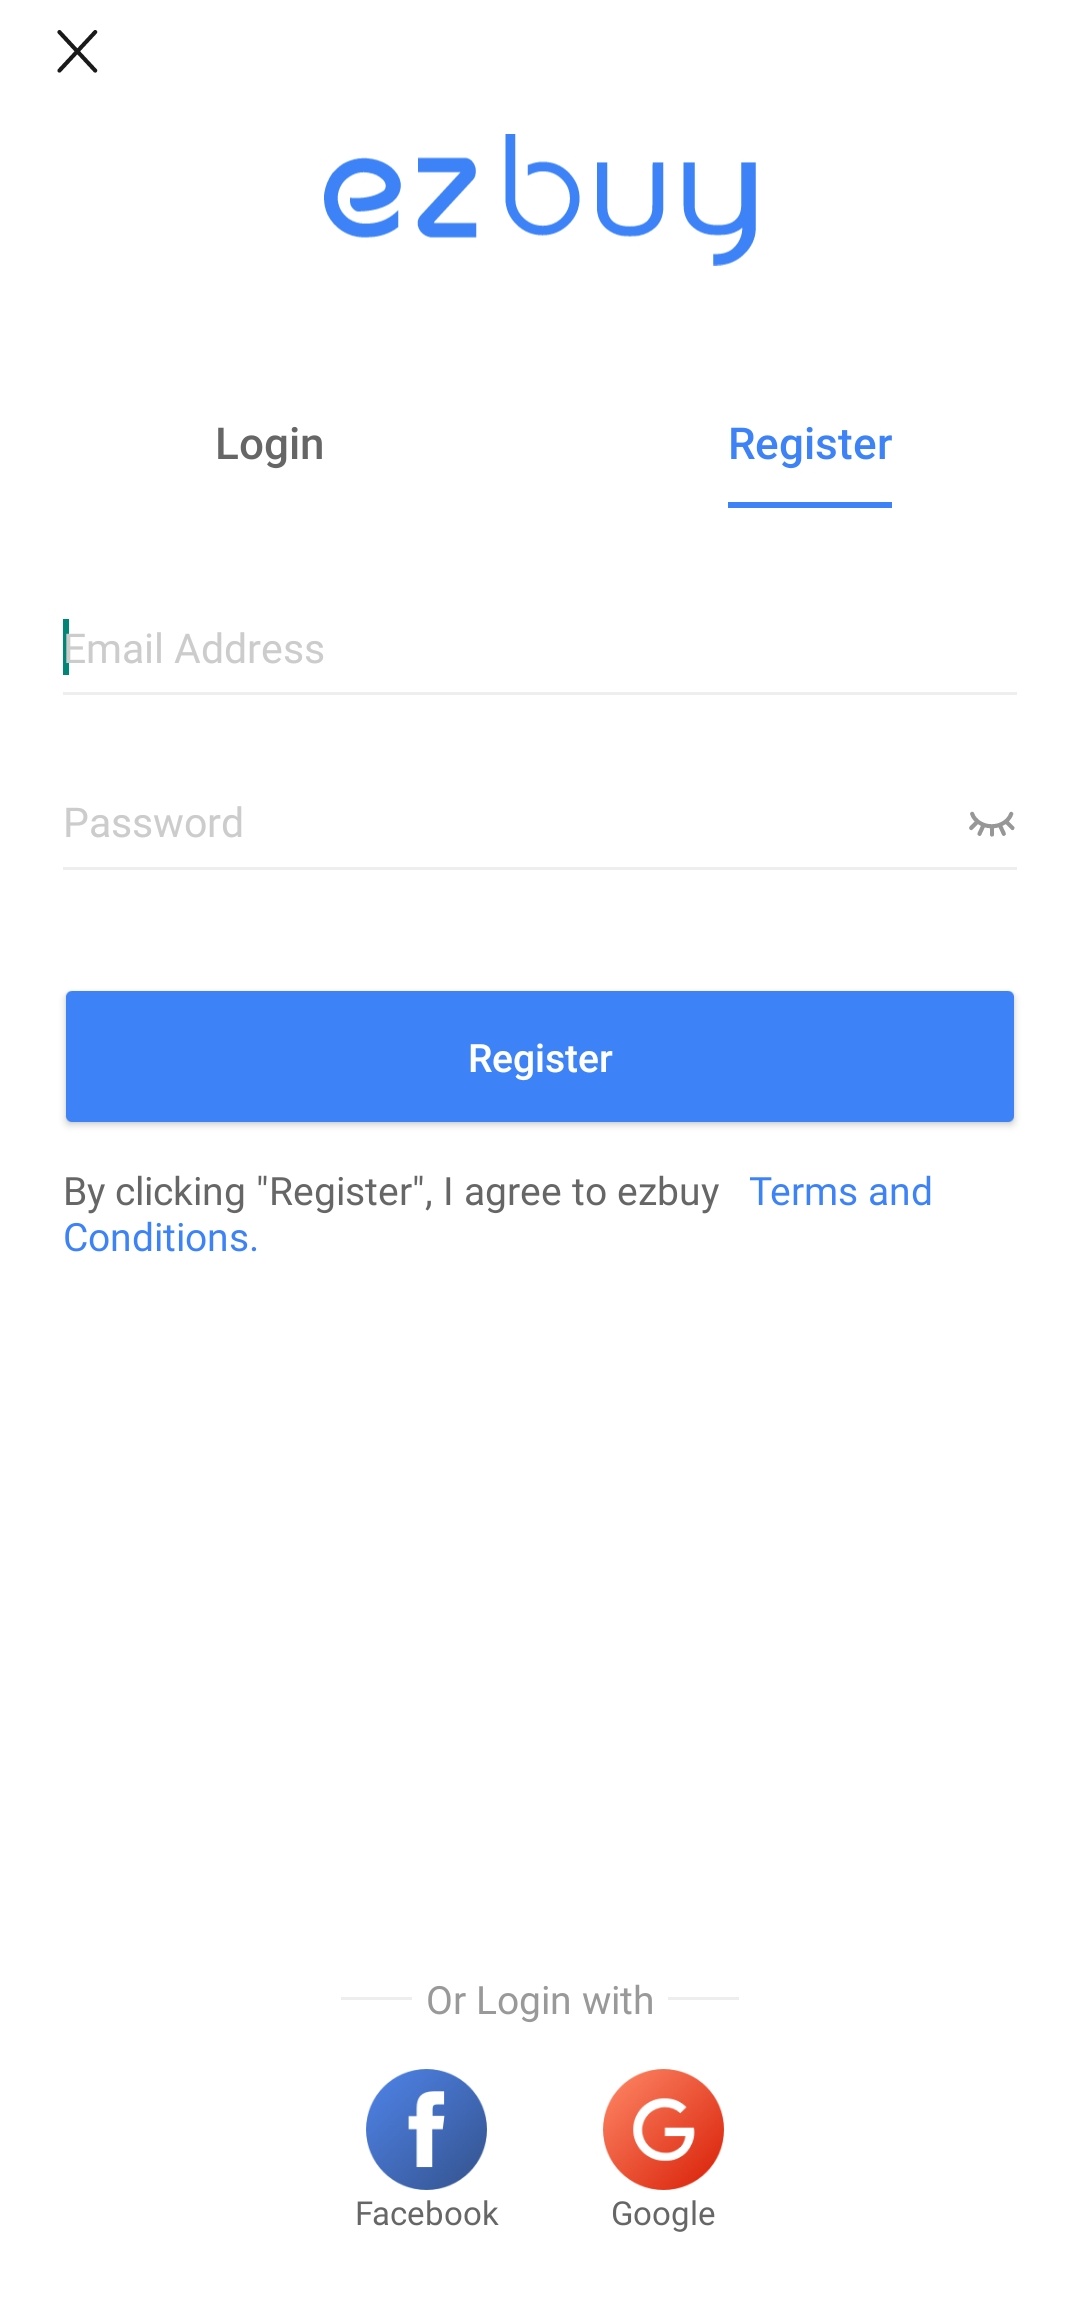 ezbuy
Login
Register
Email Address
Password
Register
By clicking "Register", I agree to ezbuy Terms and
Conditions.
Or Login with
Facebook
Google